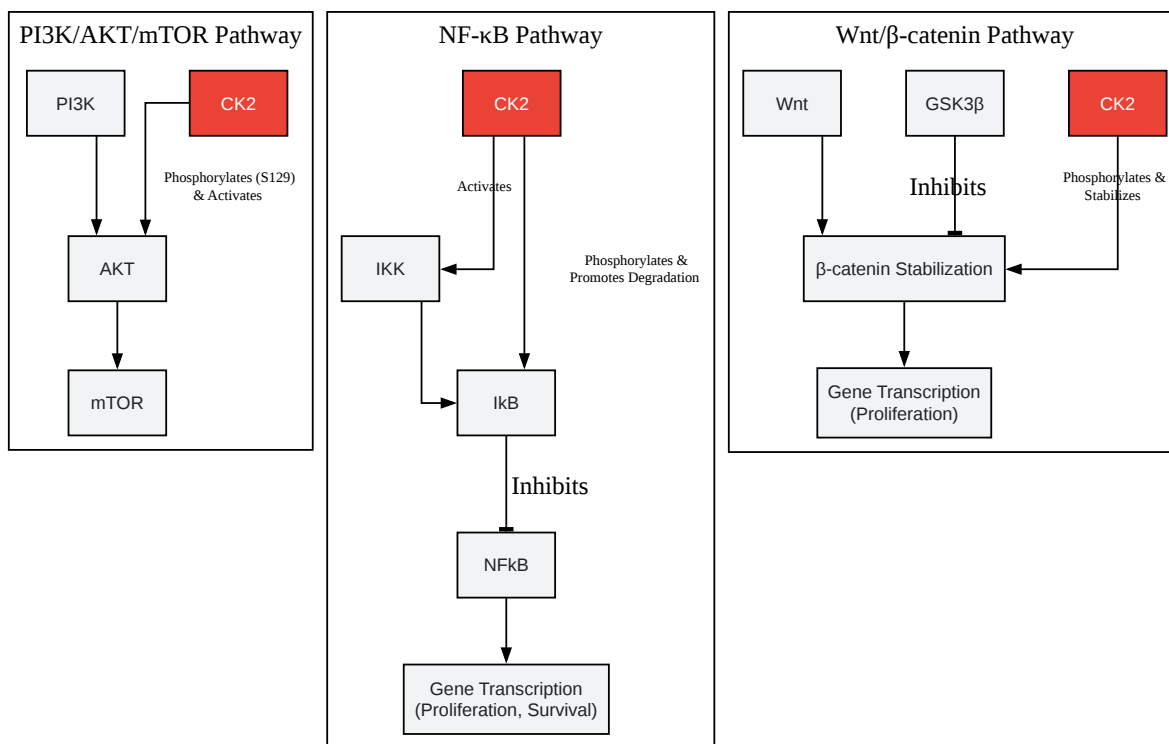 PI3K/AKT/mTOR Pathway
PI3K
CK2
Phosphorylates (S129)
& Activates
AKT
mTOR
NF-κB Pathway
CK2
Activates
IKK
Phosphorylates &
Promotes Degradation
IkB
Inhibits
NFkB
Gene Transcription
(Proliferation, Survival)
Wnt/β-catenin Pathway
Wnt
GSK3β
CK2
Inhibits
Phosphorylates &
Stabilizes
β-catenin Stabilization
Gene Transcription
(Proliferation)